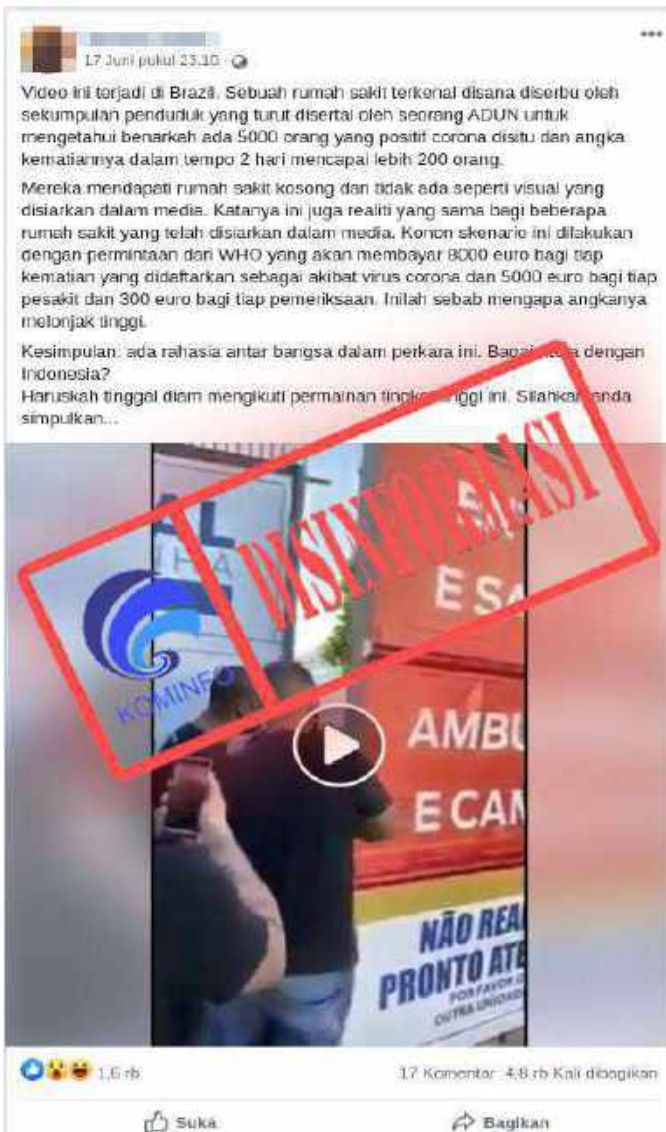 17 Juni pukul 23.10
Video ini terjadi di Brazil. Sebuah rumah sakit terkenal disana diserbu oleh
sekumpulan penduduk yang turut disertai oleh seorang ADUN untuk
mengetahui benarkah ada 5000 orang yang positif corona disitu dan angka
kematiannya dalam tempo 2 hari mencapai lebih 200 orang.
Mereka mendapati rumah sakit kosong dan tidak ada seperti visual yang
disiarkan dalam media. Katanya ini juga realiti yang sama bagi beberapa
rumah sakit yang telah disiarkan dalam media. Konon skenario ini dilakukan
dengan permintaan dari WHO yang akan membayar 8000 euro bagi tiap
kematian yang didaftarkan sebagai akibat virus corona dan 5000 euro bagi tiap
pesakit dan 300 euro bagi tiap pemeriksaan. Inilah sebab mengapa angkanya
melonjak tinggi.
Kesimpulan: ada rahasia antar bangsa dalam perkara ini. dengan
Indonesia?
Haruskah tinggal diam mengikuti permainan ini. Silahkan anda
simpulkan...
AL
HA
DISINFORMASI
KOMINFO
E SA
AMBU
E CAM
NÃO REA
PRONTO ATE
POR FAVOR
OUTRA UNIDAD
1,6 rb
17 Komentar 4,8 rb Kali dibagikan
Suka
Bagikan